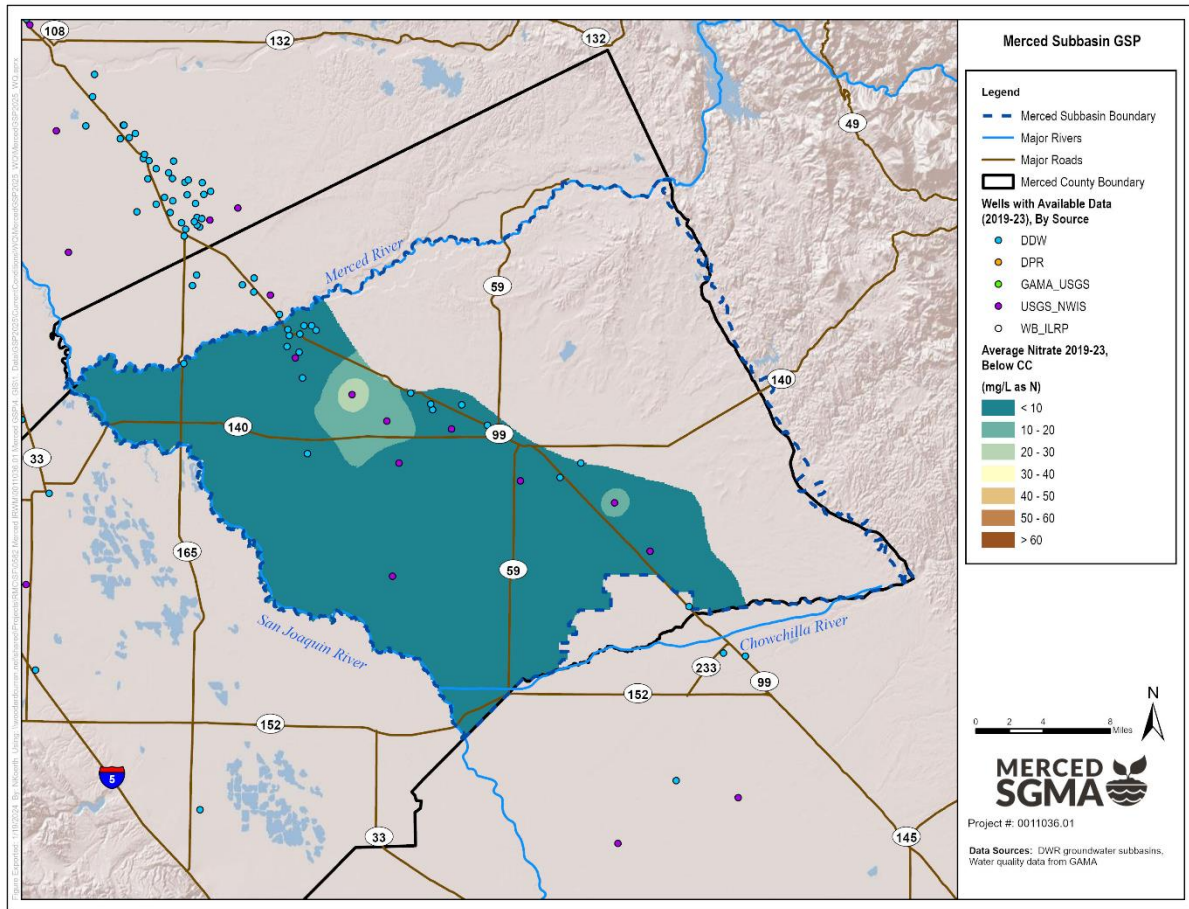 108
132
132
49
Merced River
59
140
140
99
33
165
59
San Joaquin River
Chowchilla River
233
99
152
152
5
33
145
Merced Subbasin GSP
Legend
Merced Subbasin Boundary
Major Rivers
Major Roads
Merced County Boundary
Wells with Available Data
(2019-23), By Source
DDW
DPR
GAMA_USGS
USGS_NWIS
WB_ILRP
Average Nitrate 2019-23,
Below CC
(mg/L as N)
< 10
10 - 20
20 - 30
30 - 40
40 - 50
50 - 60
> 60
N
0 2 4 8
Miles
MERCED
SGMA
Project #: 0011036.01
Data Sources: DWR groundwater subbasins,
Water quality data from GAMA